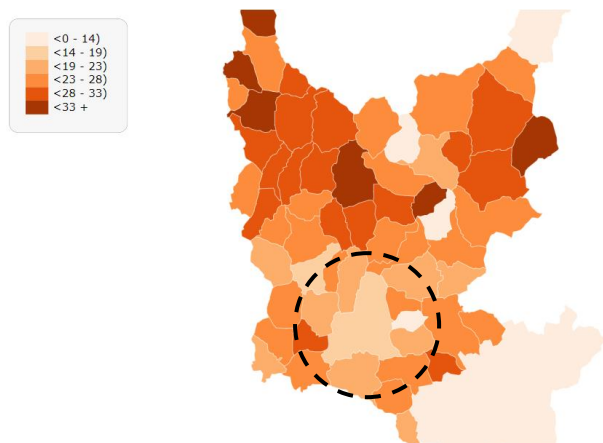 <0 - 14)
<14 - 19)
<19 - 23)
<23 - 28)
<28 - 33)
<33 +